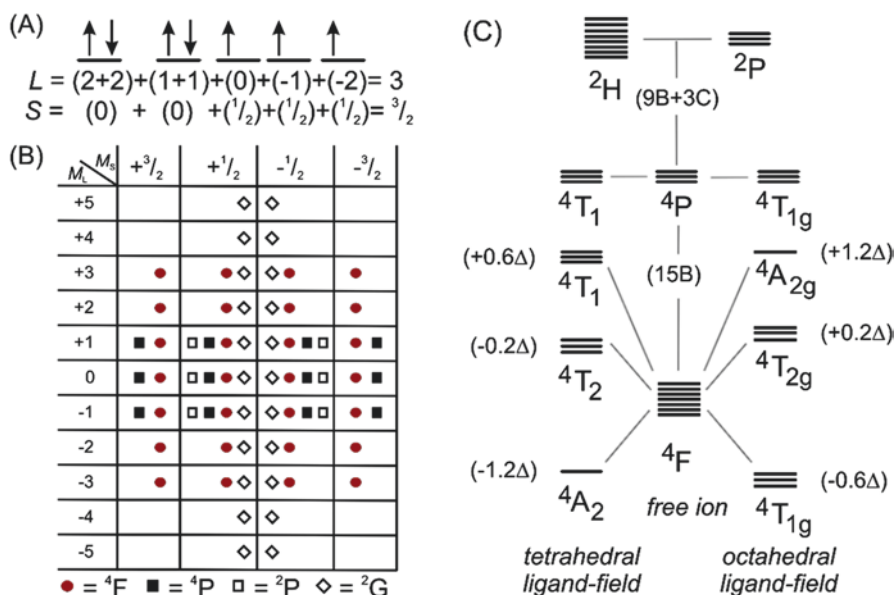 (A)
L = (2+2)+(1+1)+(0)+(-1)+(-2)= 3
S = (0) + (0) +(1/2)+(1/2)+(1/2)= 3/2
(B)
ML MS +3/2 +1/2 -1/2 -3/2
+5
+4
+3
+2
+1
0
-1
-2
-3
-4
-5
= 4F = 4P = 2P = 2G
(C)
2H 2P
(9B+3C)
4T1 4P 4T1g
(+0.6Δ) (15B) (+1.2Δ)
4T1 4A2g
(-0.2Δ) (+0.2Δ)
4T2 4T2g
4F
(-1.2Δ) (-0.6Δ)
4A2 free ion 4T1g
tetrahedral octahedral
ligand-field ligand-field